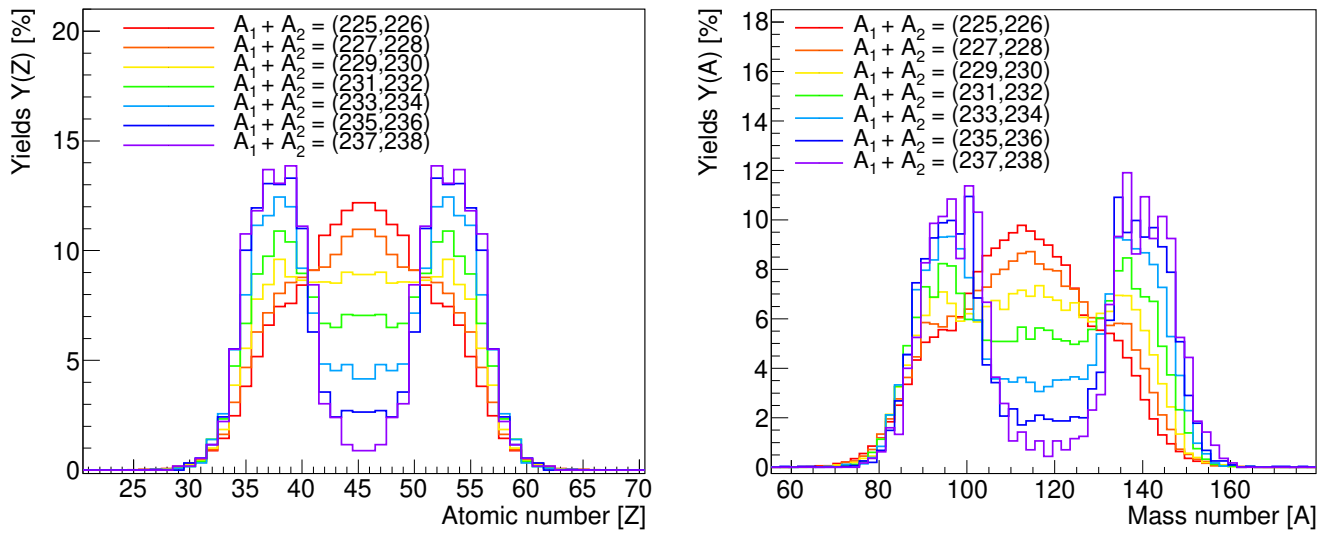 Yields Y(Z) [%]
20
15
10
5
0
A₁ + A₂ = (225,226)
A₁ + A₂ = (227,228)
A₁ + A₂ = (229,230)
A₁ + A₂ = (231,232)
A₁ + A₂ = (233,234)
A₁ + A₂ = (235,236)
A₁ + A₂ = (237,238)
25 30 35 40 45 50 55 60 65 70
Atomic number [Z]
Yields Y(A) [%]
18
16
14
12
10
8
6
4
2
0
A₁ + A₂ = (225,226)
A₁ + A₂ = (227,228)
A₁ + A₂ = (229,230)
A₁ + A₂ = (231,232)
A₁ + A₂ = (233,234)
A₁ + A₂ = (235,236)
A₁ + A₂ = (237,238)
60 80 100 120 140 160
Mass number [A]